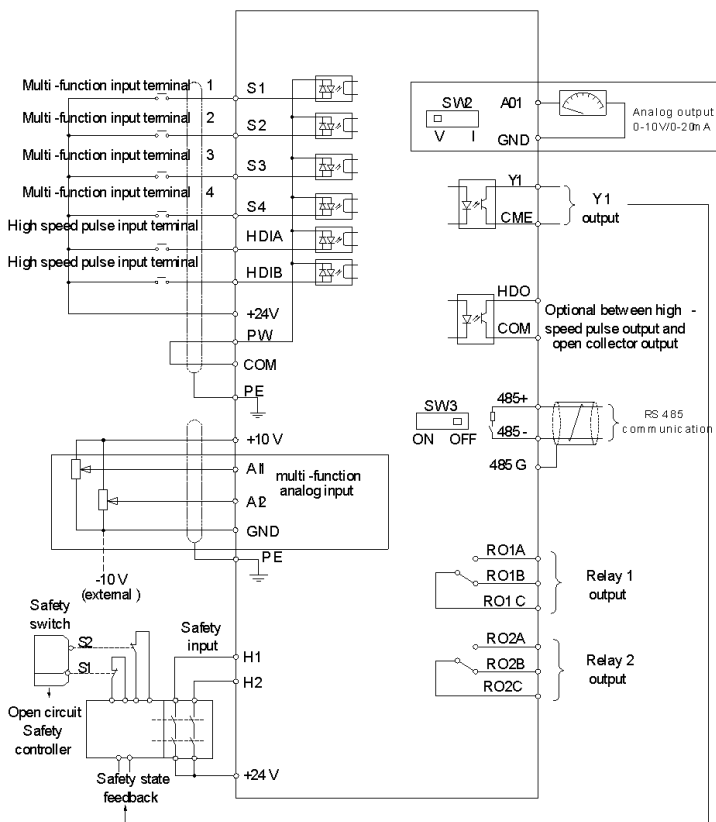 Multi -function input terminal 1 S1
Multi -function input terminal 2 S2
Multi -function input terminal 3 S3
Multi -function input terminal 4 S4
High speed pulse input terminal
HDIA
High speed pulse input terminal
HDIB
+24V
PW
COM
PE
+10 V
AI1
multi -function
analog input
AI2
GND
PE
-10 V
(external )
Safety
switch
S2
S1
Safety
input
H1
H2
Open circuit
Safety
controller
+24 V
Safety state
feedback
SW2
V I
AO1
GND
Analog output
0-10V/0-20mA
Y1
CME
Y1
output
HDO
COM
Optional between high -
speed pulse output and
open collector output
SW3
ON OFF
485+
485 -
485 G
RS 485
communication
RO1A
RO1B
RO1 C
Relay 1
output
RO2A
RO2B
RO2C
Relay 2
output